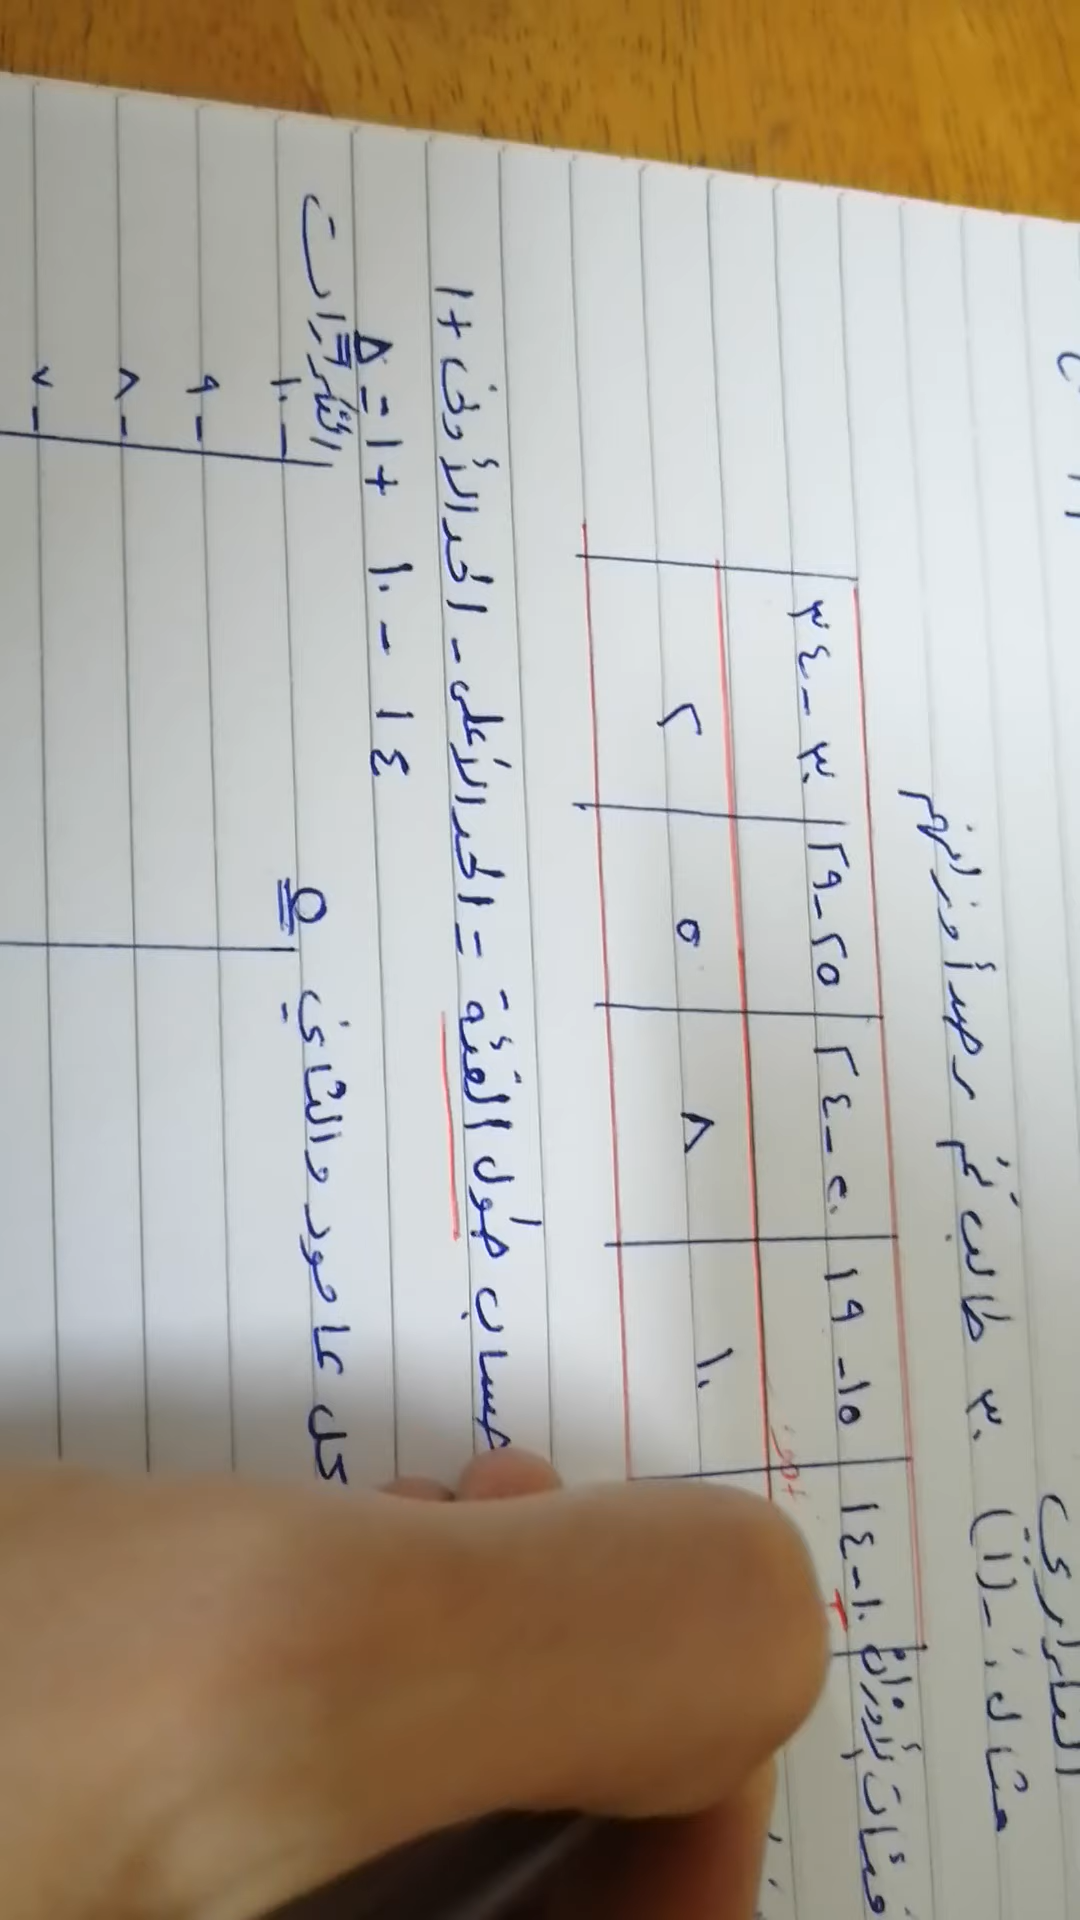 مثال:- (١) ٣٠ طالب تم رصد أوزانهم
فئات الأوزان ١٠-١٤ ١٥-١٩ ٢٠-٢٤ ٢٥-٢٩ ٣٠-٣٤
١٠ ٨ ٥ ٢
حساب طول الفئة = الحد الأعلى - الحد الأدنى + ١
١٤ - ١٠ + ١ = ٥
كل عامود والثاني ٥ التكرارات
١٠
٩
٨
٧